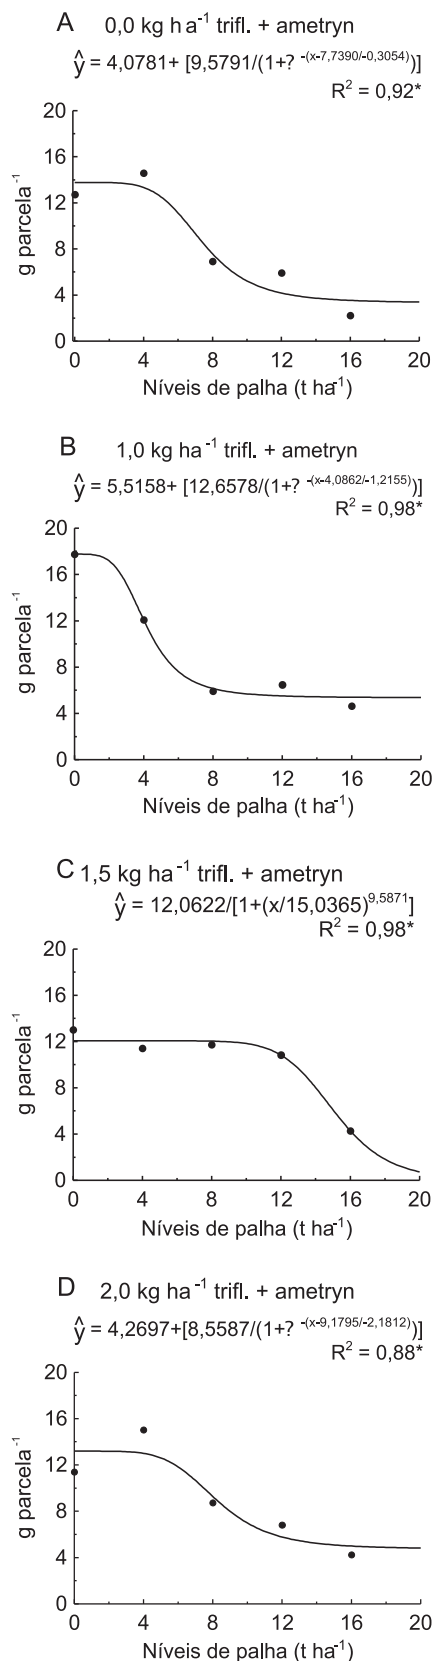 A 0,0 kg ha⁻¹ trifl. + ametryn
ŷ = 4,0781+ [9,5791/(1+? ⁻⁽ˣ⁻⁷,⁷³⁹⁰/⁻⁰,³⁰⁵⁴⁾)]
R² = 0,92*
20
16
12
8
4
0
g parcela⁻¹
0 4 8 12 16 20
Níveis de palha (t ha⁻¹)
B 1,0 kg ha⁻¹ trifl. + ametryn
ŷ = 5,5158+ [12,6578/(1+? ⁻⁽ˣ⁻⁴,⁰⁸⁶²/⁻¹,²¹⁵⁵⁾)]
R² = 0,98*
20
16
12
8
4
0
g parcela⁻¹
0 4 8 12 16 20
Níveis de palha (t ha⁻¹)
C 1,5 kg ha⁻¹ trifl. + ametryn
ŷ = 12,0622/[1+(x/15,0365)⁹,⁵⁸⁷¹]
R² = 0,98*
20
16
12
8
4
0
g parcela⁻¹
0 4 8 12 16 20
Níveis de palha (t ha⁻¹)
D 2,0 kg ha⁻¹ trifl. + ametryn
ŷ = 4,2697+[8,5587/(1+? ⁻⁽ˣ⁻⁹,¹⁷⁹⁵/⁻²,¹⁸¹²⁾)]
R² = 0,88*
20
16
12
8
4
0
g parcela⁻¹
0 4 8 12 16 20
Níveis de palha (t ha⁻¹)